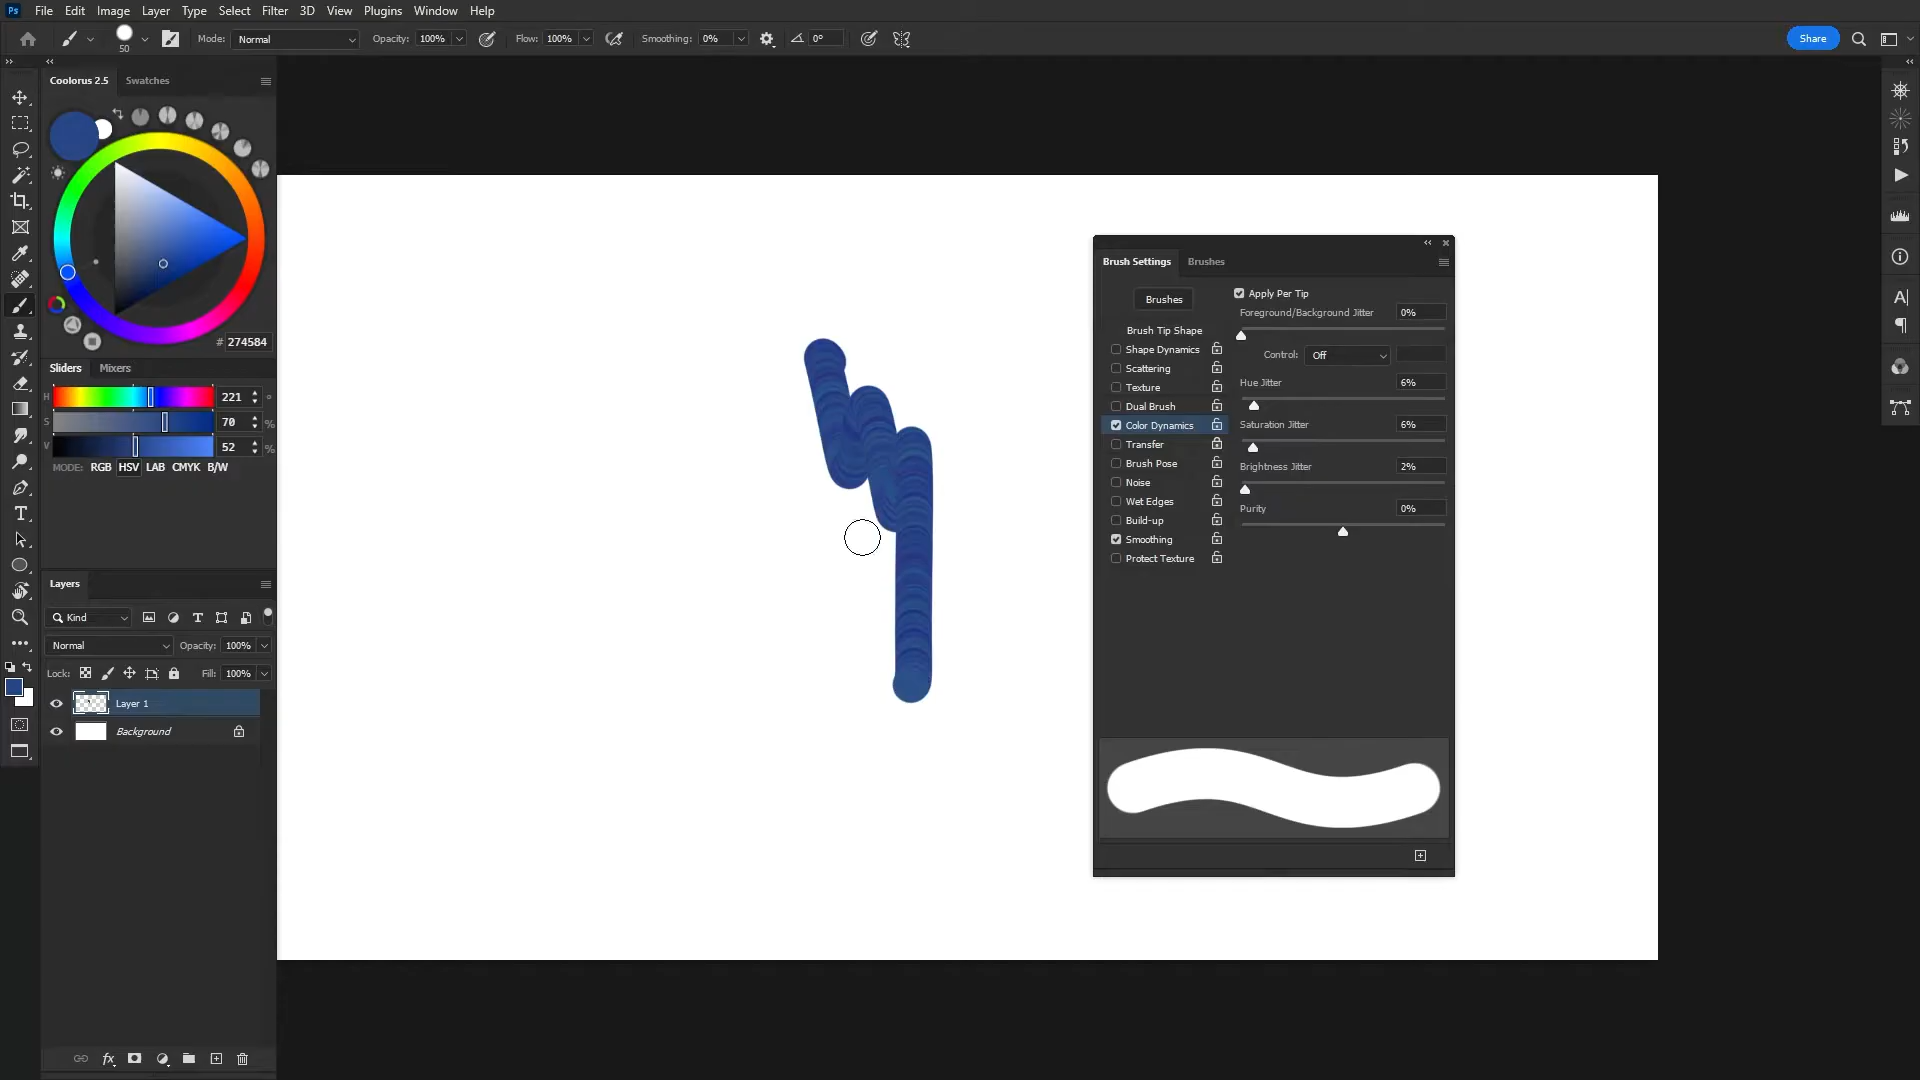 Ps File Edit Image Layer Type Select Filter 3D View Plugins Window Help
50 Mode: Normal Opacity: 100% Flow: 100% Smoothing: 0% 0° Share
Coolorus 2.5 Swatches
# 274584
Sliders Mixers
H 221 °
S 70 %
V 52 %
MODE: RGB HSV LAB CMYK B/W
Layers
Kind
Normal Opacity: 100%
Lock: Fill: 100%
Layer 1
Background
fx
Brush Settings Brushes
Brushes
Brush Tip Shape
Shape Dynamics
Scattering
Texture
Dual Brush
Color Dynamics
Transfer
Brush Pose
Noise
Wet Edges
Build-up
Smoothing
Protect Texture
Apply Per Tip
Foreground/Background Jitter 0%
Control: Off
Hue Jitter 6%
Saturation Jitter 6%
Brightness Jitter 2%
Purity 0%